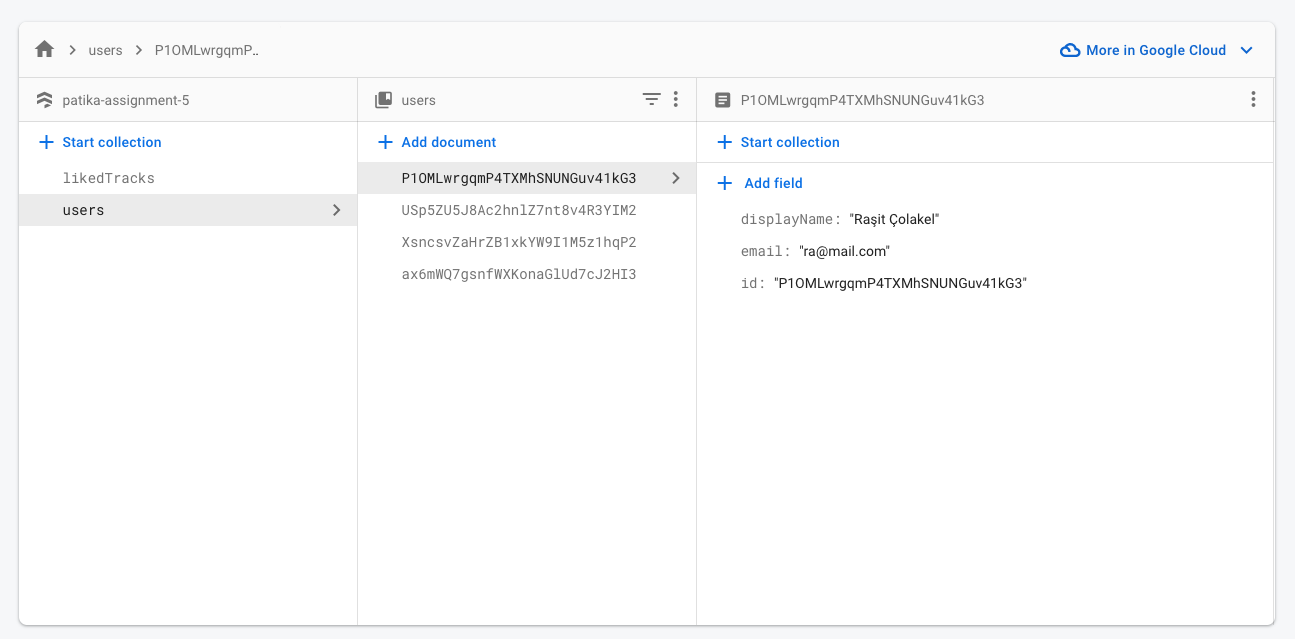 users
P1OMLwrgqmP..
More in Google Cloud
patika-assignment-5
users
P1OMLwrgqmP4TXMhSNUNGuv41kG3
Start collection
Add document
Start collection
likedTracks
users
P1OMLwrgqmP4TXMhSNUNGuv41kG3
USp5ZU5J8Ac2hnlZ7nt8v4R3YIM2
XsncsvZaHrZB1xkYW9I1M5z1hqP2
ax6mWQ7gsnfWXKonaGlUd7cJ2HI3
Add field
displayName: "Raşit Çolakel"
email: "ra@mail.com"
id: "P1OMLwrgqmP4TXMhSNUNGuv41kG3"